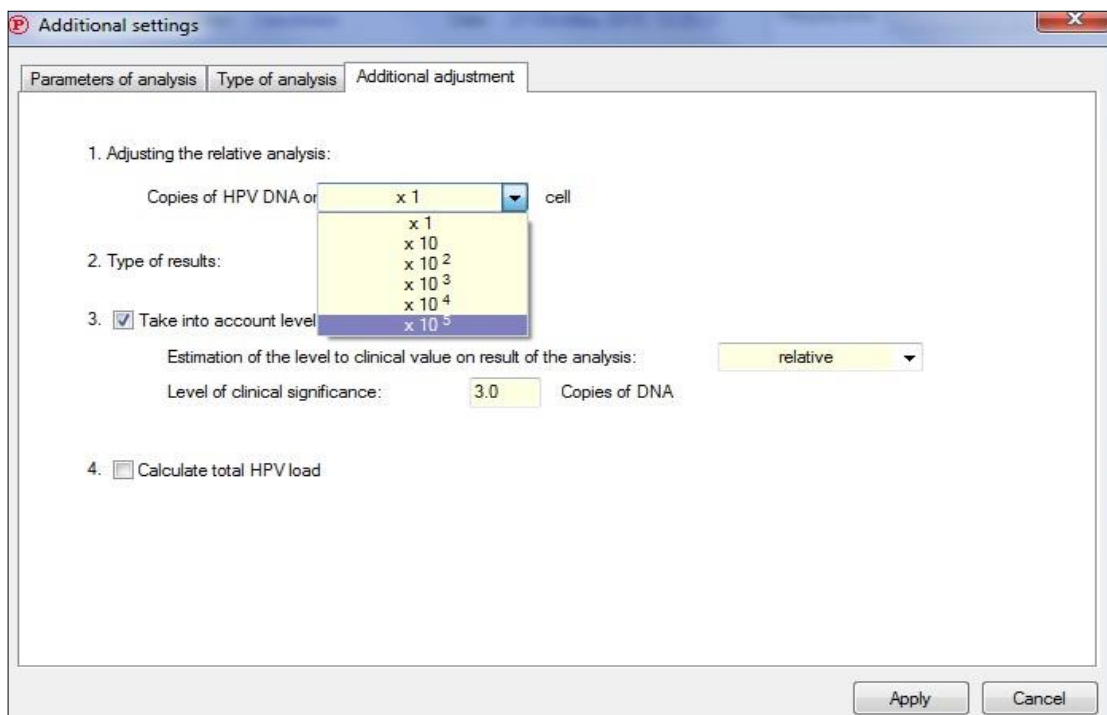 Additional settings
Parameters of analysis Type of analysis Additional adjustment
1. Adjusting the relative analysis:
Copies of HPV DNA on x 1 cell
x 1
x 10
x 10 2
2. Type of results:
x 10 3
x 10 4
3. Take into account level
x 10 5
Estimation of the level to clinical value on result of the analysis: relative
Level of clinical significance: 3.0 Copies of DNA
4. Calculate total HPV load
Apply Cancel